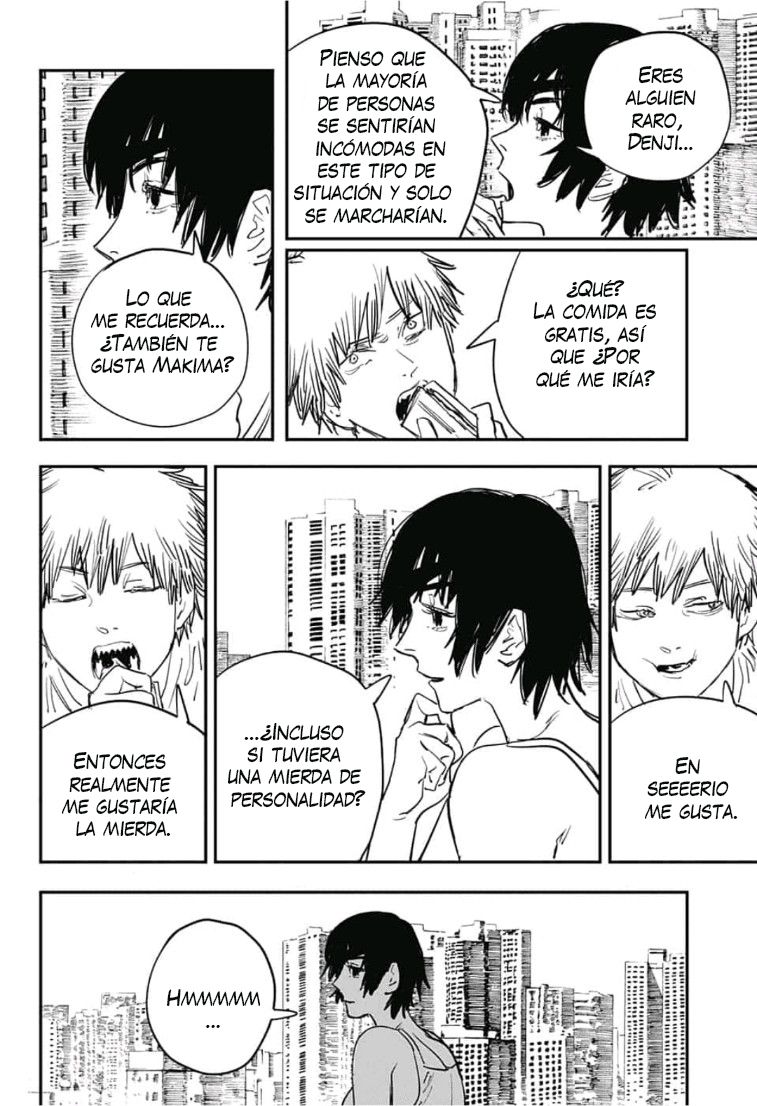 ERES
ALGUIEN
RARO,
DENJI...
PIENSO QUE
LA MAYORÍA
DE PERSONAS
SE SENTIRÍAN
INCÓMODAS EN
ESTE TIPO DE
SITUACIÓN Y SOLO
SE MARCHARÍAN.
¿QUÉ?
LA COMIDA ES
GRATIS, ASÍ
QUE ¿POR
QUÉ ME IRÍA?
LO QUE
ME RECUERDA...
¿TAMBIÉN TE
GUSTA MAKIMA?
EN
SEEEERIO
ME GUSTA.
...¿INCLUSO
SI TUVIERA
UNA MIERDA DE
PERSONALIDAD?
ENTONCES
REALMENTE
ME GUSTARÍA
LA MIERDA.
HMMMMM
...